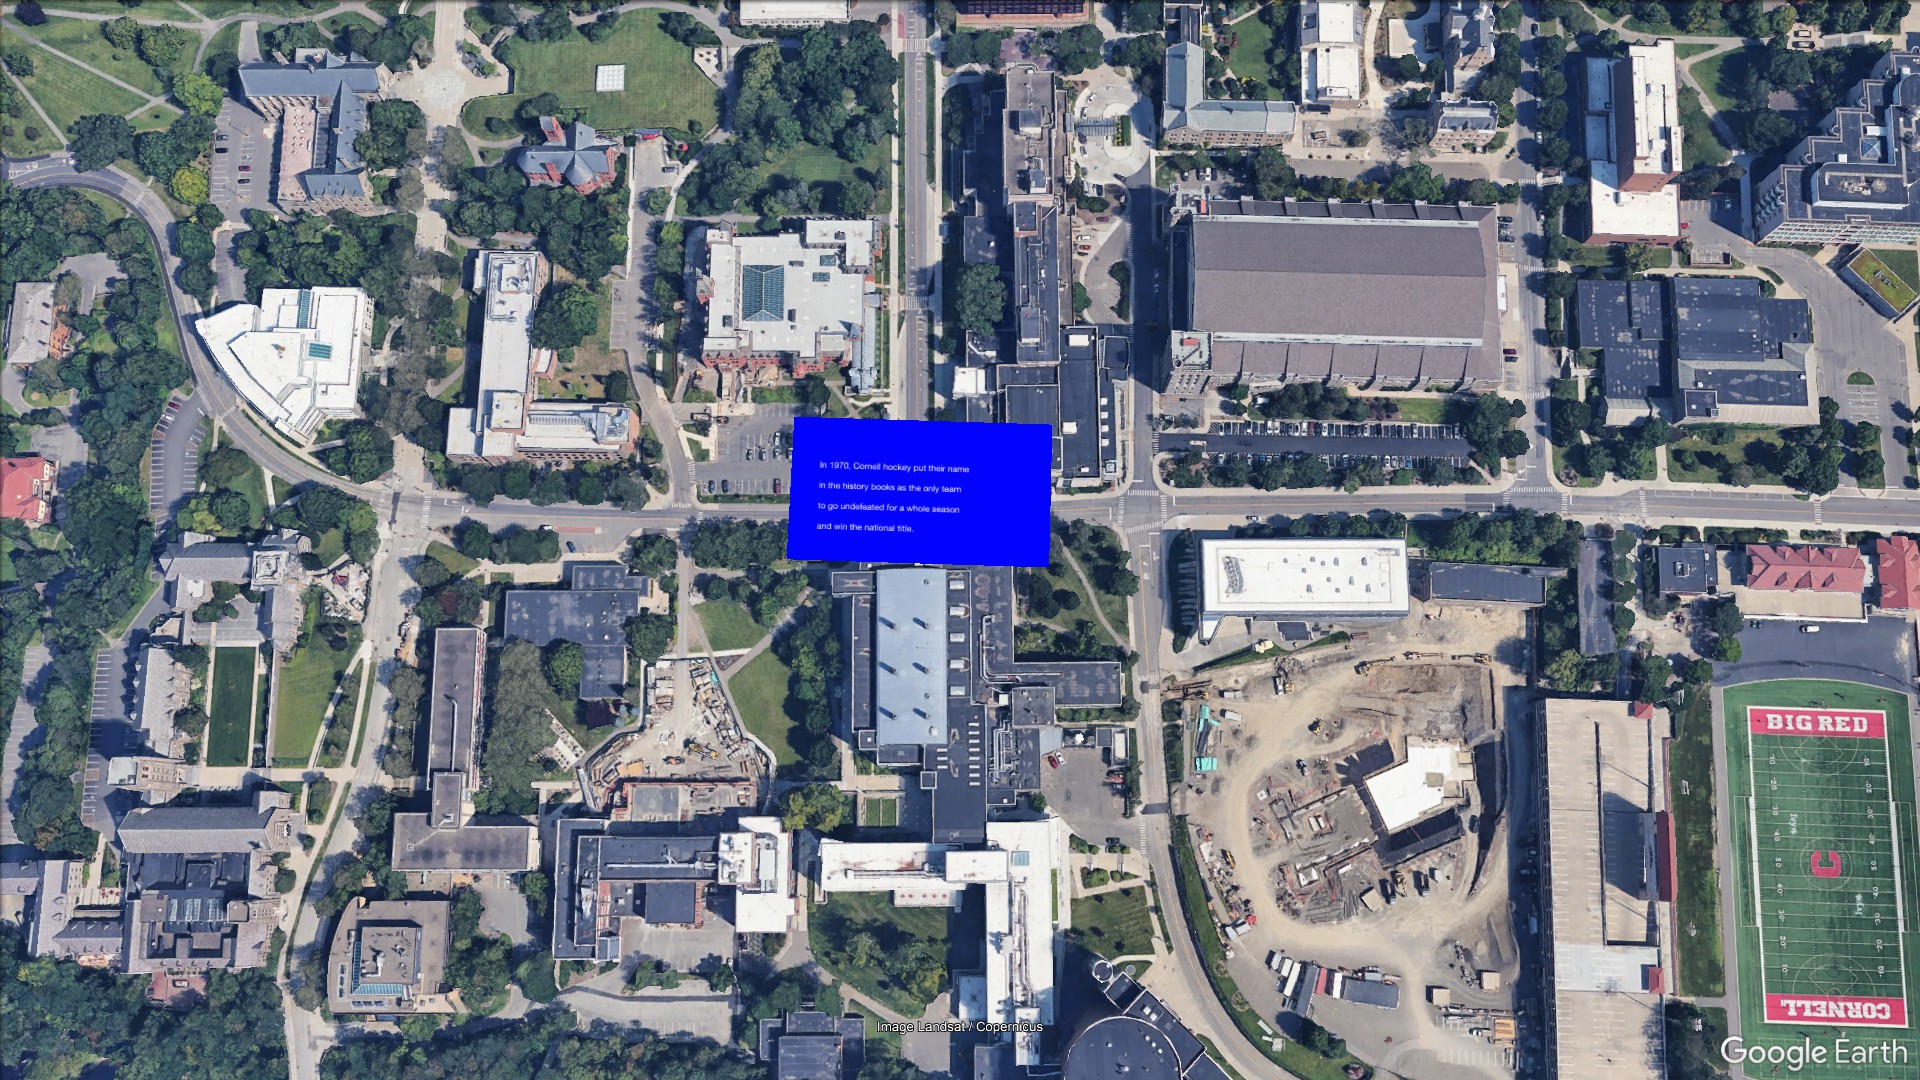 In 1970, Cornell hockey put their name
in the history books as the only team
to go undefeated for a whole season
and win the national title.
BIG RED
C
CORNELL
Image Landsat / Copernicus
Google Earth